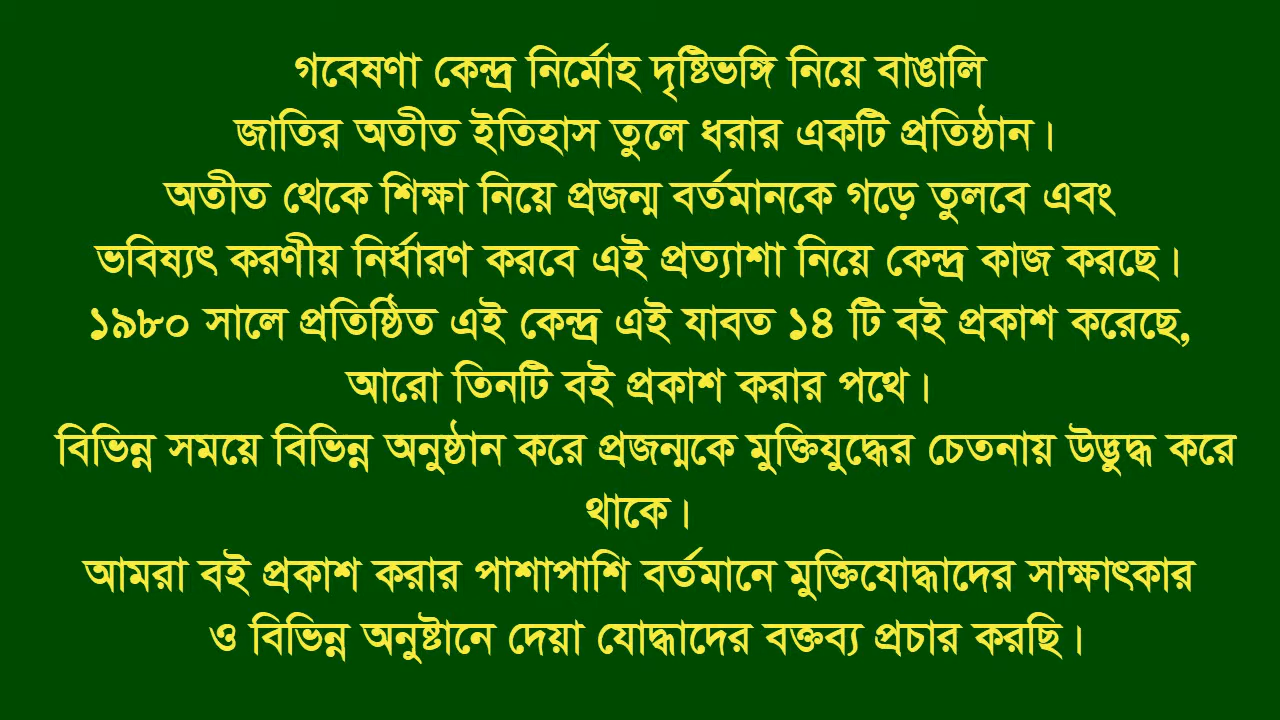 গবেষণা কেন্দ্র নির্মোহ দৃষ্টিভঙ্গি নিয়ে বাঙালি
জাতির অতীত ইতিহাস তুলে ধরার একটি প্রতিষ্ঠান।
অতীত থেকে শিক্ষা নিয়ে প্রজন্ম বর্তমানকে গড়ে তুলবে এবং
ভবিষ্যৎ করণীয় নির্ধারণ করবে এই প্রত্যাশা নিয়ে কেন্দ্র কাজ করছে।
১৯৮০ সালে প্রতিষ্ঠিত এই কেন্দ্র এই যাবত ১৪ টি বই প্রকাশ করেছে,
আরো তিনটি বই প্রকাশ করার পথে।
বিভিন্ন সময়ে বিভিন্ন অনুষ্ঠান করে প্রজন্মকে মুক্তিযুদ্ধের চেতনায় উদ্ভুদ্ধ করে
থাকে।
আমরা বই প্রকাশ করার পাশাপাশি বর্তমানে মুক্তিযোদ্ধাদের সাক্ষাৎকার
ও বিভিন্ন অনুষ্টানে দেয়া যোদ্ধাদের বক্তব্য প্রচার করছি।